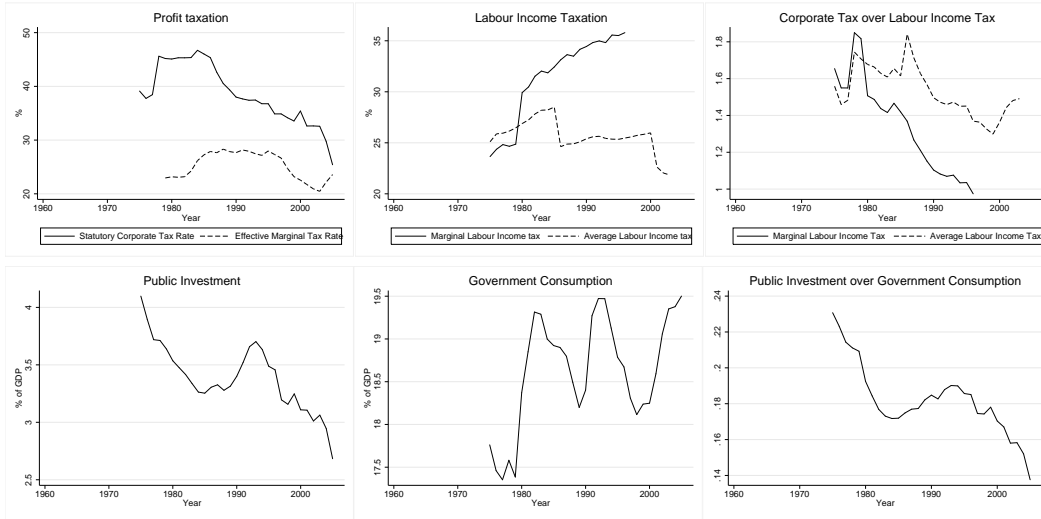 Profit taxation
50
40
30
20
%
1960 1970 1980 1990 2000
Year
Statutory Corporate Tax Rate Effective Marginal Tax Rate
Labour Income Taxation
35
30
25
20
%
1960 1970 1980 1990 2000
Year
Marginal Labour Income tax Average Labour Income tax
Corporate Tax over Labour Income Tax
1.8
1.6
1.4
1.2
1
1960 1970 1980 1990 2000
Year
Marginal Labour Income Tax Average Labour Income Tax
Public Investment
4
3.5
3
2.5
% of GDP
1960 1970 1980 1990 2000
Year
Government Consumption
19.5
19
18.5
18
17.5
% of GDP
1960 1970 1980 1990 2000
Year
Public Investment over Government Consumption
.24
.22
.2
.18
.16
.14
1960 1970 1980 1990 2000
Year